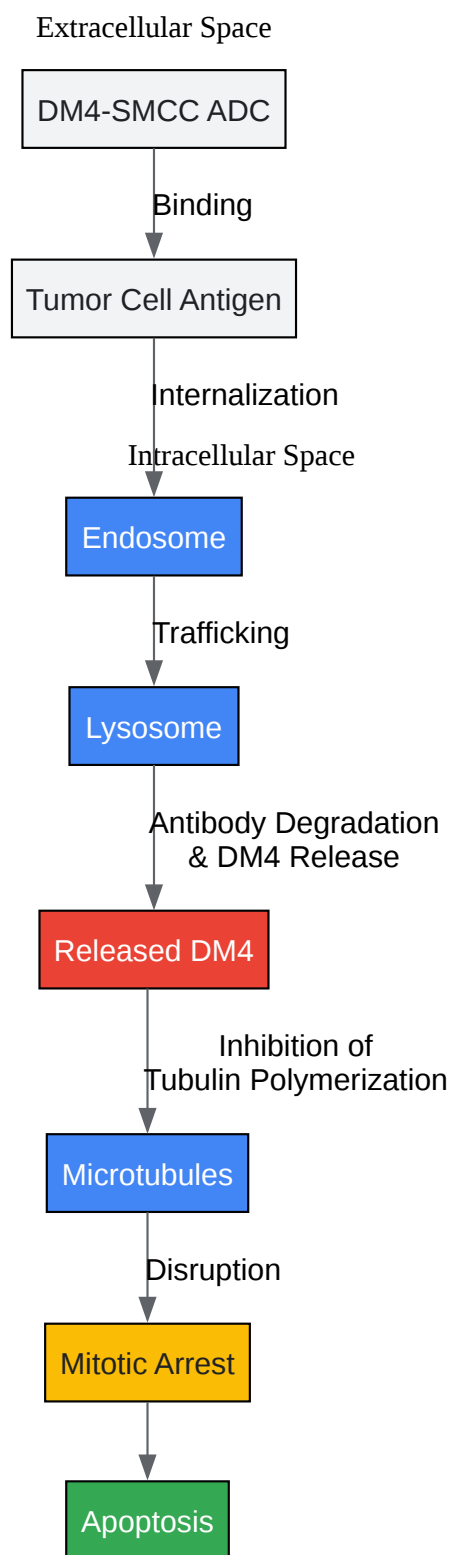 Extracellular Space
DM4-SMCC ADC
Binding
Tumor Cell Antigen
Internalization
Intracellular Space
Endosome
Trafficking
Lysosome
Antibody Degradation
& DM4 Release
Released DM4
Inhibition of
Tubulin Polymerization
Microtubules
Disruption
Mitotic Arrest
Apoptosis